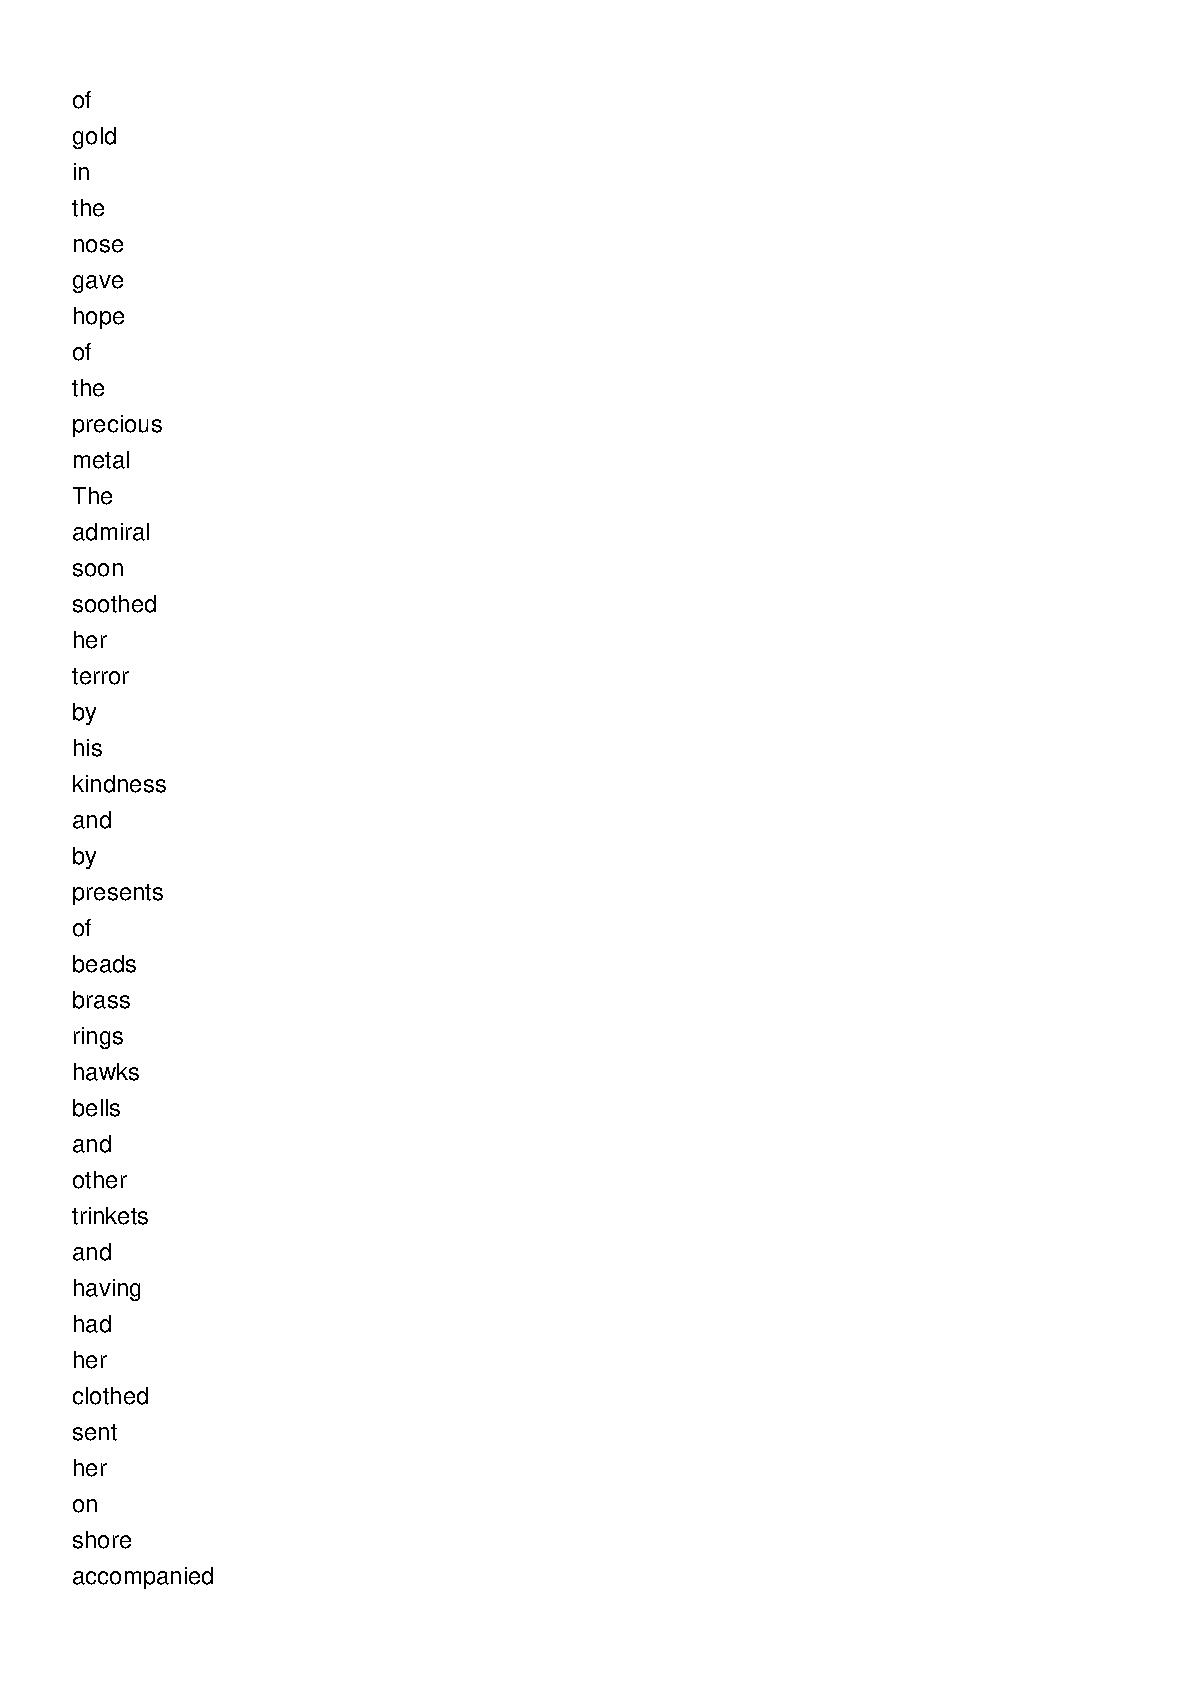 of
gold
in
the
nose
gave
hope
of
the
precious
metal
The
admiral
soon
soothed
her
terror
by
his
kindness
and
by
presents
of
beads
brass
rings
hawks
bells
and
other
trinkets
and
having
had
her
clothed
sent
her
on
shore
accompanied